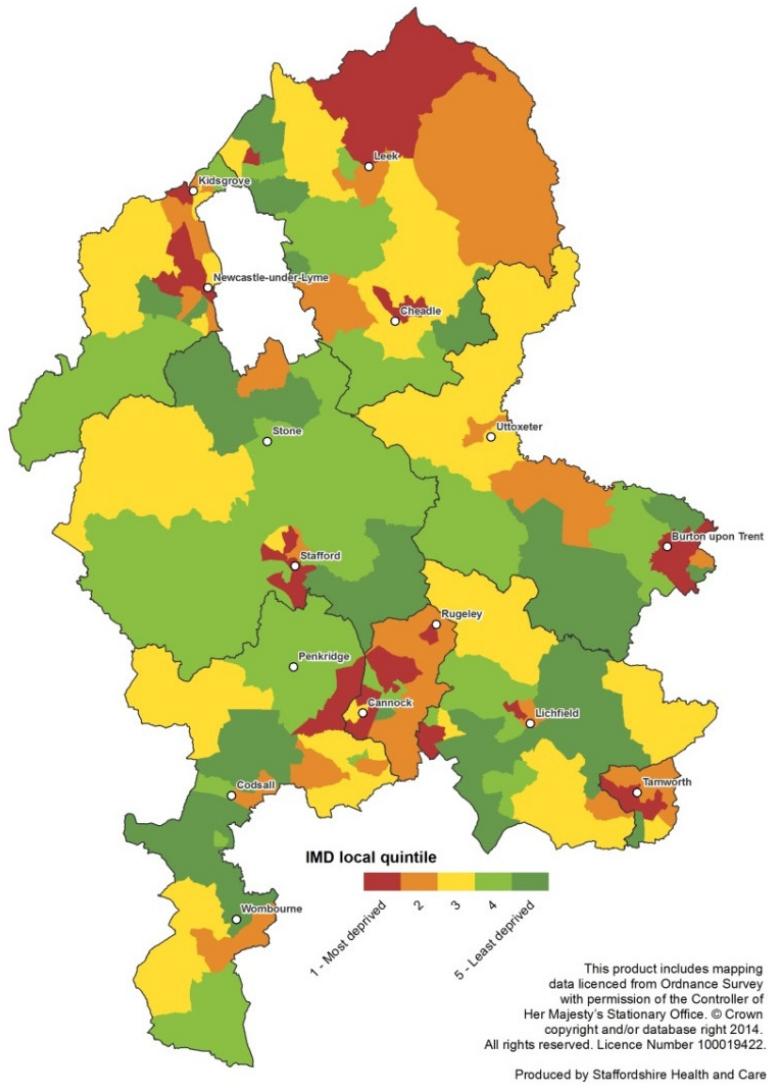 Leek
Kidsgrove
Newcastle-under-Lyme
Cheadle
Uttoxeter
Stone
Burton upon Trent
Stafford
Rugeley
Penkridge
Cannock
Lichfield
Tamworth
Codsall
IMD local quintile
1 - Most deprived
2
3
4
5 - Least deprived
Wombourne
This product includes mapping
data licenced from Ordnance Survey
with permission of the Controller of
Her Majesty's Stationary Office. © Crown
copyright and/or database right 2014.
All rights reserved. Licence Number 100019422.
Produced by Staffordshire Health and Care